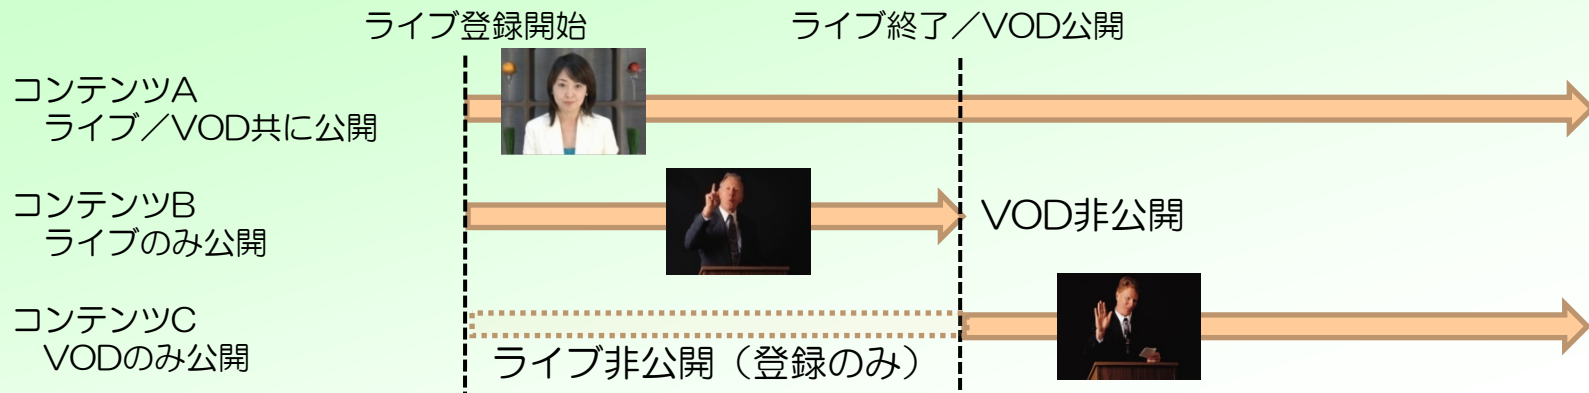 ライブ登録開始
ライブ終了／VOD公開
コンテンツA
ライブ／VOD共に公開
コンテンツB
ライブのみ公開
VOD非公開
コンテンツC
VODのみ公開
ライブ非公開（登録のみ）